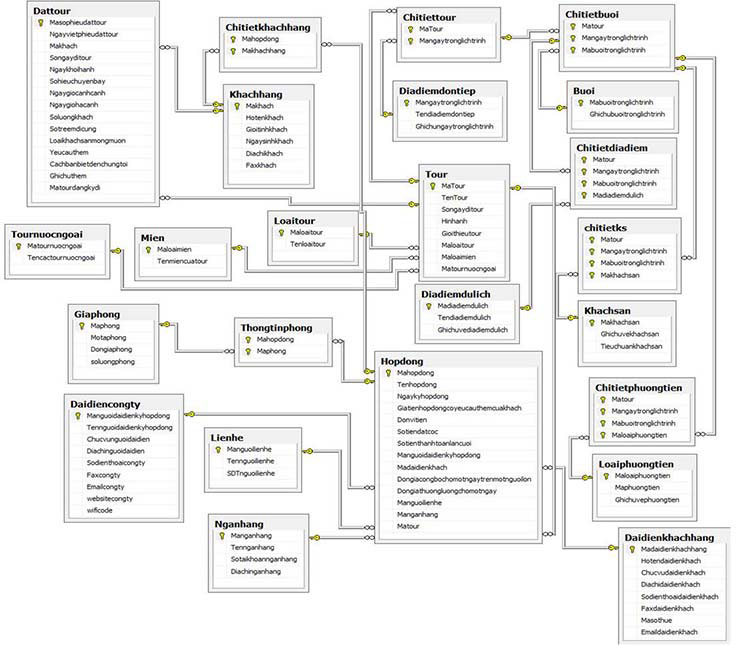 Dattour
Masophieudattour
Ngayvietphieudattour
Makhach
Songayditour
Ngaykhoihanh
Sohieuchuyenbay
Ngaygiocanhcanh
Ngaygiohacanh
Soluongkhach
Sotreemdicung
Loaikhachsanmongmuon
Yeucauthem
Cachbanbietdenchungtoi
Ghichuthem
Matourdangkydi
Chitietkhachhang
Mahopdong
Makhachhang
Khachhang
Makhach
Hotenkhach
Gioitinhkhach
Ngaysinhkhach
Diachikhach
Faxkhach
Chitiettour
MaTour
Mangaytronglichtrinh
Diadiemdontiep
Mangaytronglichtrinh
Tendiadiemdontiep
Ghichungaytronglichtrinh
Chitietbuoi
Matour
Mangaytronglichtrinh
Mabuoitronglichtrinh
Buoi
Mabuoitronglichtrinh
Ghichubuoitronglichtrinh
Chitietdiadiem
Matour
Mangaytronglichtrinh
Mabuoitronglichtrinh
Madiadiemdulich
Tour
MaTour
TenTour
Songayditour
Hinhanh
Gioithieutour
Maloaitour
Maloaimien
Matournuocngoai
Loaitour
Maloaitour
Tenloaitour
Tournuocngoai
Matournuocngoai
Tencactournuocngoai
Mien
Maloaimien
Tenmiencuatour
chitietks
Matour
Mangaytronglichtrinh
Mabuoitronglichtrinh
Makhachsan
Diadiemdulich
Madiadiemdulich
Tendiadiemdulich
Ghichuvediadiemdulich
Khachsan
Makhachsan
Ghichuvekhachsan
Tieuchuankhachsan
Giaphong
Maphong
Motaphong
Dongiaphong
soluongphong
Thongtinphong
Mahopdong
Maphong
Hopdong
Mahopdong
Tenhopdong
Ngaykyhopdong
Giatienhopdongcoyeucauthemcuakhach
Donvitien
Sotiendatcoc
Sotienthanhtoanlancuoi
Manguoidaidienkyhopdong
Madaidienkhach
Dongiacongbochomotngaytrenmotnguoilon
Dongiathuongluongchomotngay
Manguoilienhe
Manganhang
Matour
Chitietphuongtien
Matour
Mangaytronglichtrinh
Mabuoitronglichtrinh
Maloaiphuongtien
Daidiencongty
Manguoidaidienkyhopdong
Tennguoidaidienkyhopdong
Chucvunguoidaidien
Diachinguoidaidien
Sodienthoaicongty
Faxcongty
Emailcongty
websitecongty
wificode
Lienhe
Manguoilienhe
Tennguoilienhe
SDTnguoilienhe
Loaiphuongtien
Maloaiphuongtien
Maphuongtien
Ghichuvephuongtien
Nganhang
Manganhang
Tennganhang
Sotaikhoannganhang
Diachinganhang
Daidienkhachhang
Madaidienkhachhang
Hotendaidienkhach
Chucvudaidienkhach
Diachidaidienkhach
Sodienthoaidaidienkhach
Faxdaidienkhach
Masothue
Emaildaidienkhach